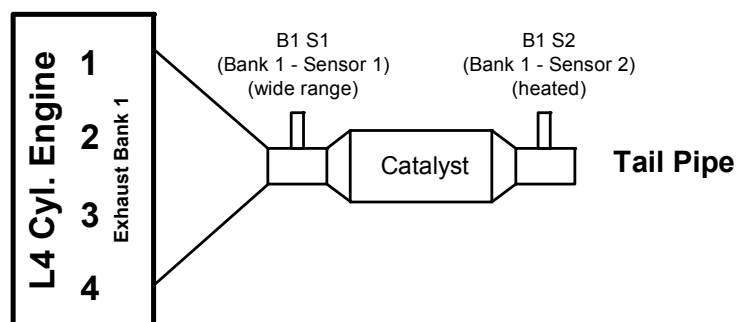 L4 Cyl. Engine
1
2
3
4
Exhaust Bank 1
B1 S1
(Bank 1 - Sensor 1)
(wide range)
B1 S2
(Bank 1 - Sensor 2)
(heated)
Catalyst
Tail Pipe